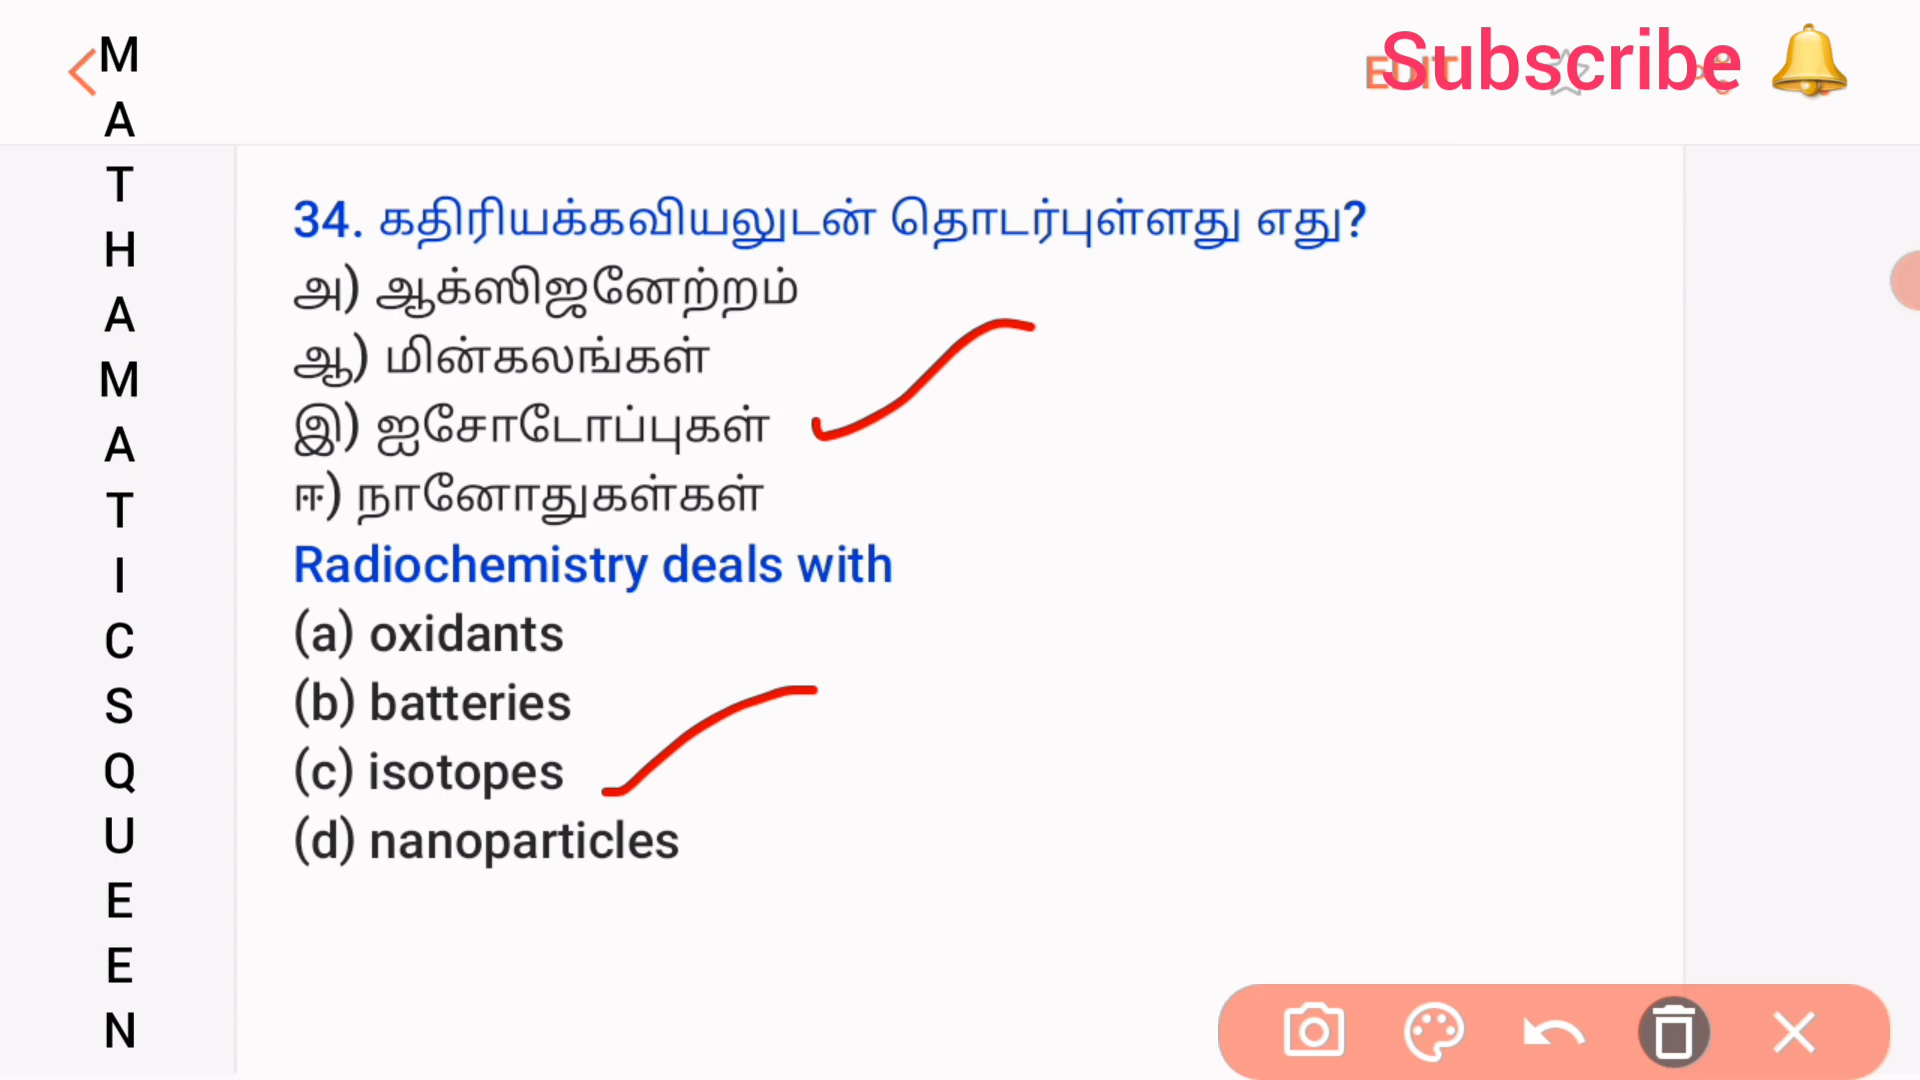 Subscribe 🔔
EDIT
MATHAMATICSQUEEN
34. கதிரியக்கவியலுடன் தொடர்புள்ளது எது?
அ) ஆக்ஸிஜனேற்றம்
ஆ) மின்கலங்கள்
இ) ஐசோடோப்புகள்
ஈ) நானோதுகள்கள்
Radiochemistry deals with
(a) oxidants
(b) batteries
(c) isotopes
(d) nanoparticles